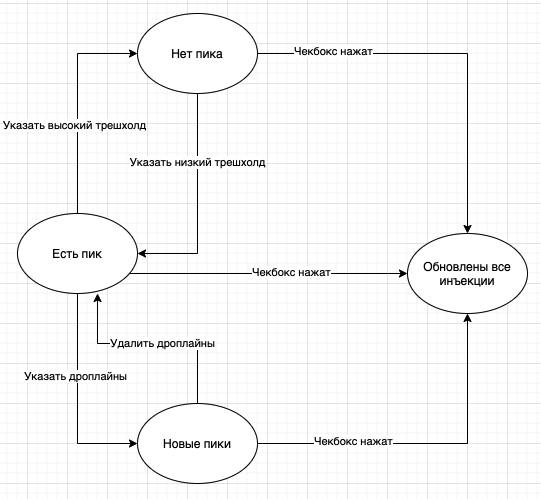 Нет пика
Чекбокс нажат
Указать высокий трешхолд
Указать низкий трешхолд
Есть пик
Чекбокс нажат
Обновлены все
инъекции
Удалить дроплайны
Указать дроплайны
Новые пики
Чекбокс нажат